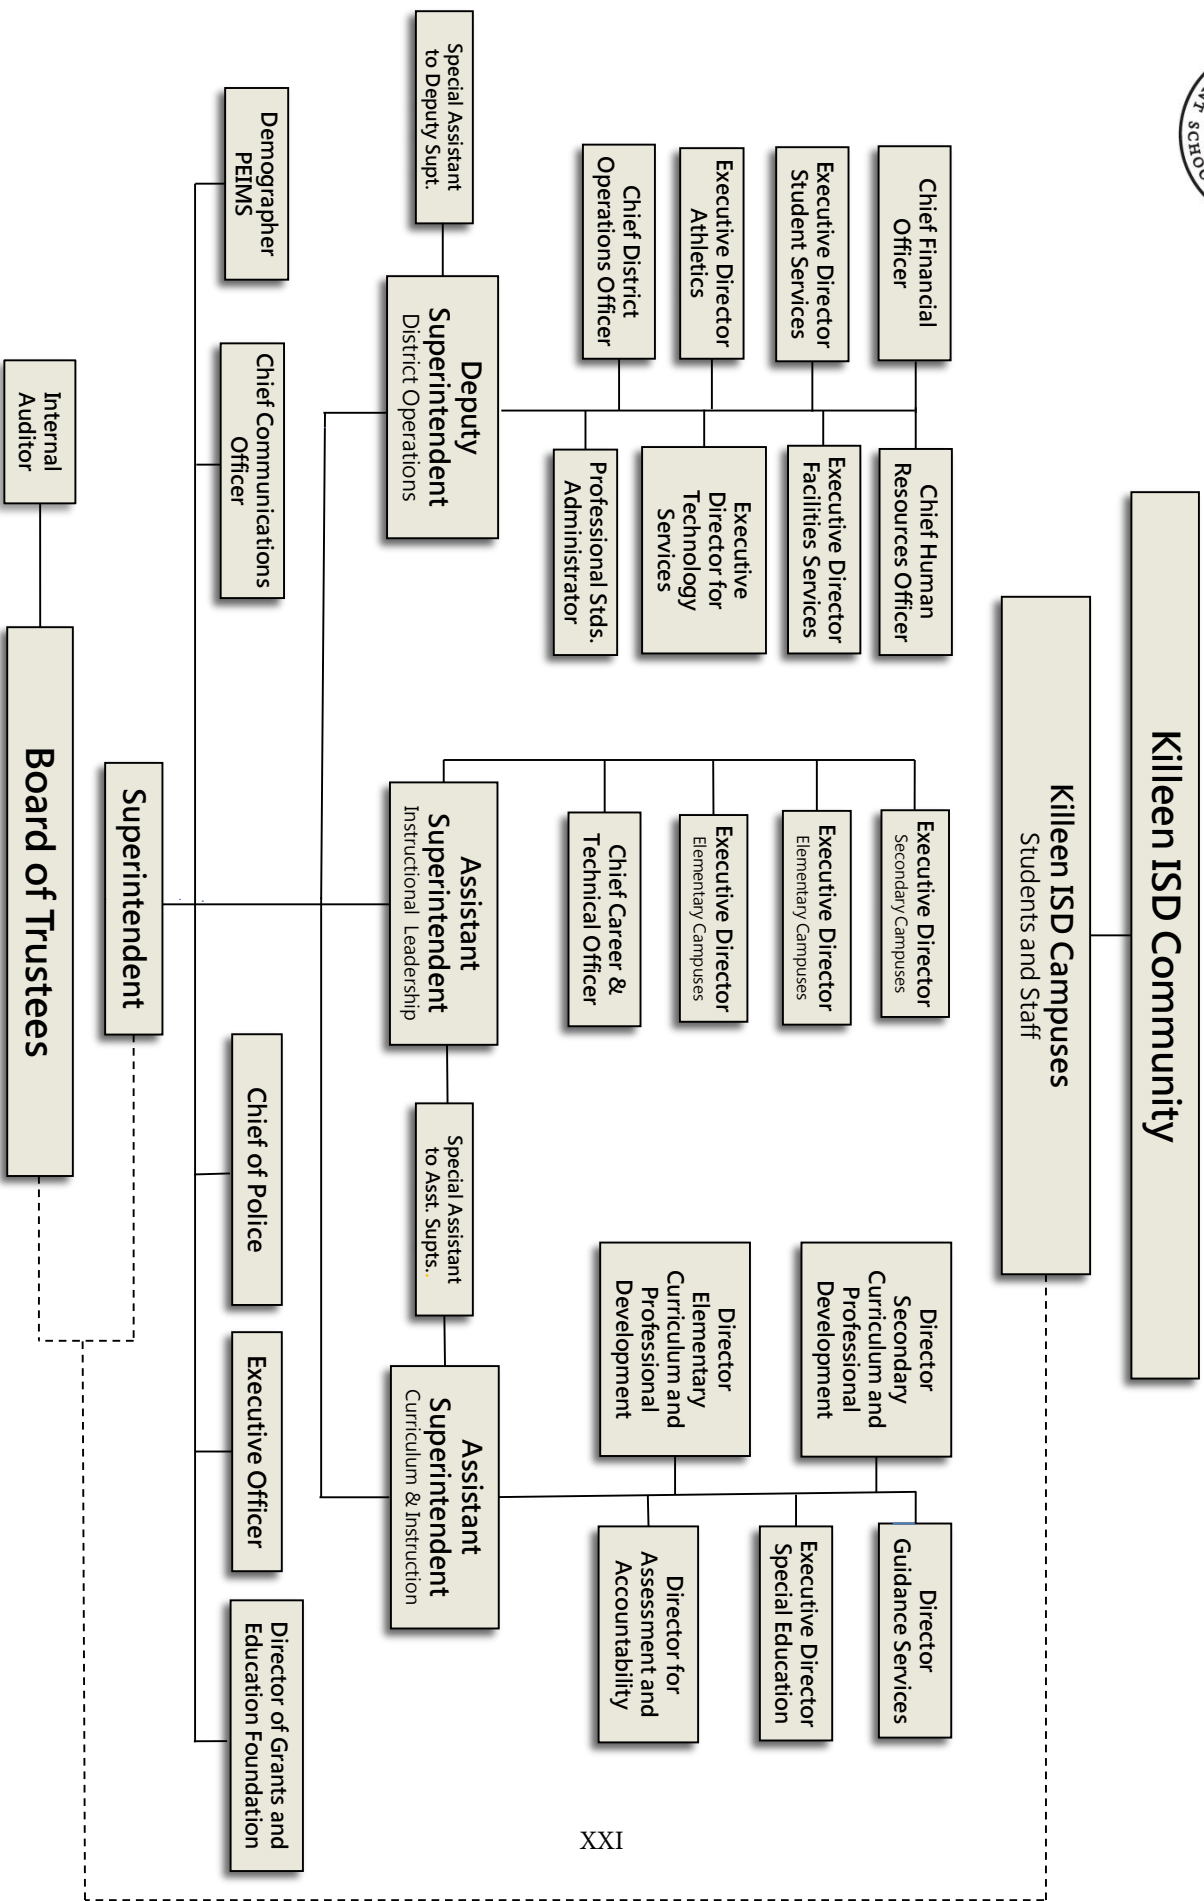 Killeen ISD Community
Killeen ISD Campuses
Students and Staff
Chief Financial
Officer
Chief Human
Resources Officer
Executive Director
Student Services
Executive Director
Facilities Services
Executive Director
Athletics
Executive
Director for
Technology
Services
Chief District
Operations Officer
Professional Stds.
Administrator
Executive Director
Secondary Campuses
Executive Director
Elementary Campuses
Executive Director
Elementary Campuses
Chief Career &
Technical Officer
Director
Secondary
Curriculum and
Professional
Development
Director
Guidance Services
Executive Director
Special Education
Director
Elementary
Curriculum and
Professional
Development
Director for
Assessment and
Accountability
Special Assistant
to Deputy Supt.
Deputy
Superintendent
District Operations
Assistant
Superintendent
Instructional Leadership
Special Assistant
to Asst. Supts..
Assistant
Superintendent
Curriculum & Instruction
Demographer
PEIMS
Chief Communications
Officer
Chief of Police
Executive Officer
Director of Grants and
Education Foundation
Superintendent
Internal
Auditor
Board of Trustees
XXI